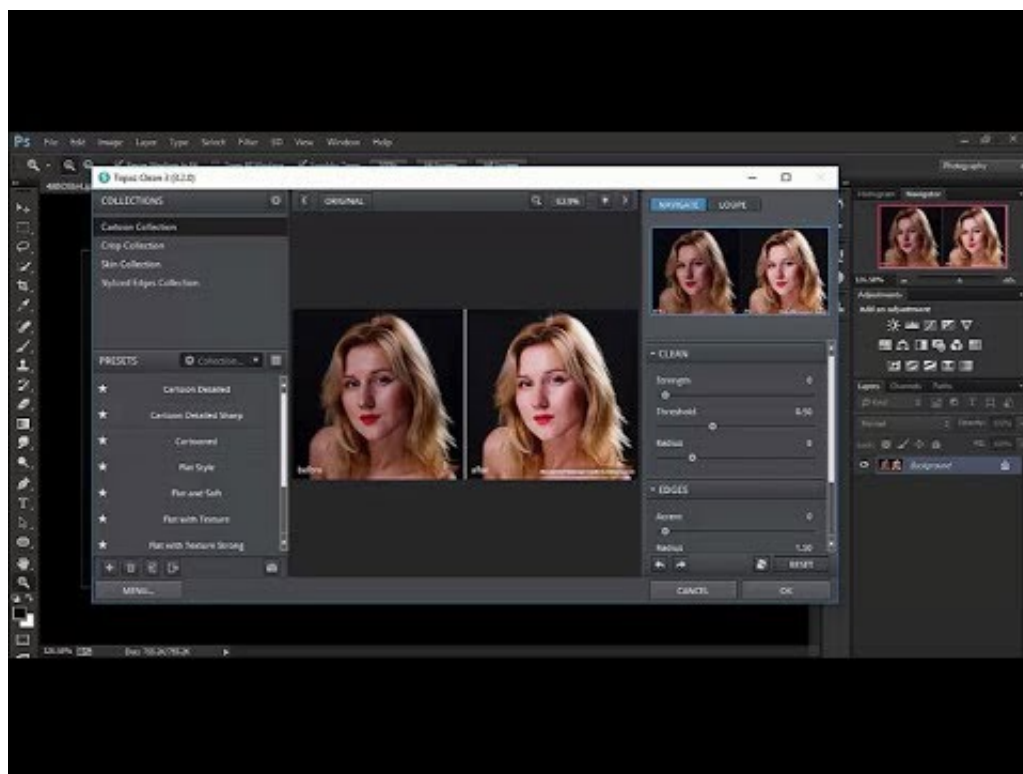 Ps File Edit Image Layer Type Select Filter 3D View Window Help
Photography
Topaz Clean 3 (3.2.0)
COLLECTIONS
ORIGINAL
NAVIGATE LOUPE
Cartoon Collection
Crisp Collection
Skin Collection
Stylized Edges Collection
PRESETS Collection...
Cartoon Detailed
Cartoon Detailed Sharp
Cartooned
Flat Style
Flat and Soft
Flat with Texture
Flat with Texture Strong
MENU...
before
after
CLEAN
Strength 0
Threshold 0.50
Radius 0
EDGES
Accent 0
Radius 1.50
RESET
CANCEL OK
Histogram Navigator
Adjustments
Add an adjustment
Layers Channels Paths
Normal Opacity:
Background